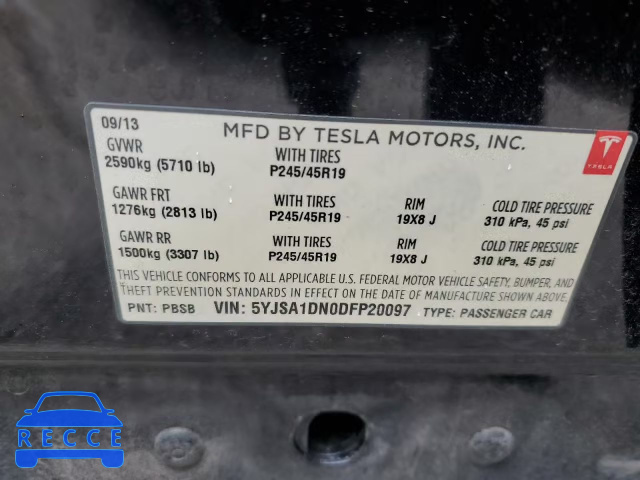 09/13
MFD BY TESLA MOTORS, INC.
GVWR
2590kg (5710 lb)
WITH TIRES
P245/45R19
TESLA
GAWR FRT
1276kg (2813 lb)
WITH TIRES
P245/45R19
RIM
19X8 J
COLD TIRE PRESSURE
310 kPa, 45 psi
GAWR RR
1500kg (3307 lb)
WITH TIRES
P245/45R19
RIM
19X8 J
COLD TIRE PRESSURE
310 kPa, 45 psi
THIS VEHICLE CONFORMS TO ALL APPLICABLE U.S. FEDERAL MOTOR VEHICLE SAFETY, BUMPER, AND
THEFT PREVENTION STANDARDS IN EFFECT ON THE DATE OF MANUFACTURE SHOWN ABOVE.
PNT: PBSB VIN: 5YJSA1DN0DFP20097 TYPE: PASSENGER CAR
RECCE